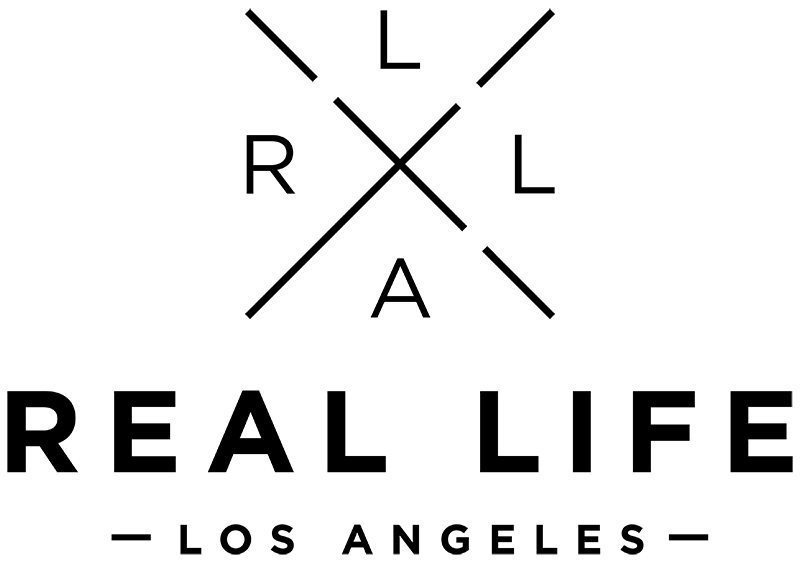 L
R L
A
REAL LIFE
— LOS ANGELES —